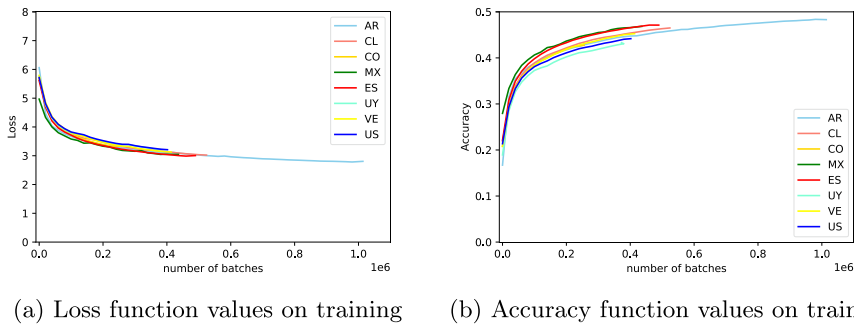 8
7
6
5
4
3
2
1
0
Loss
AR
CL
CO
MX
ES
UY
VE
US
0.0 0.2 0.4 0.6 0.8 1.0
number of batches
1e6
0.5
0.4
0.3
0.2
0.1
0.0
Accuracy
AR
CL
CO
MX
ES
UY
VE
US
0.0 0.2 0.4 0.6 0.8 1.0
number of batches
1e6
(a) Loss function values on training
(b) Accuracy function values on train